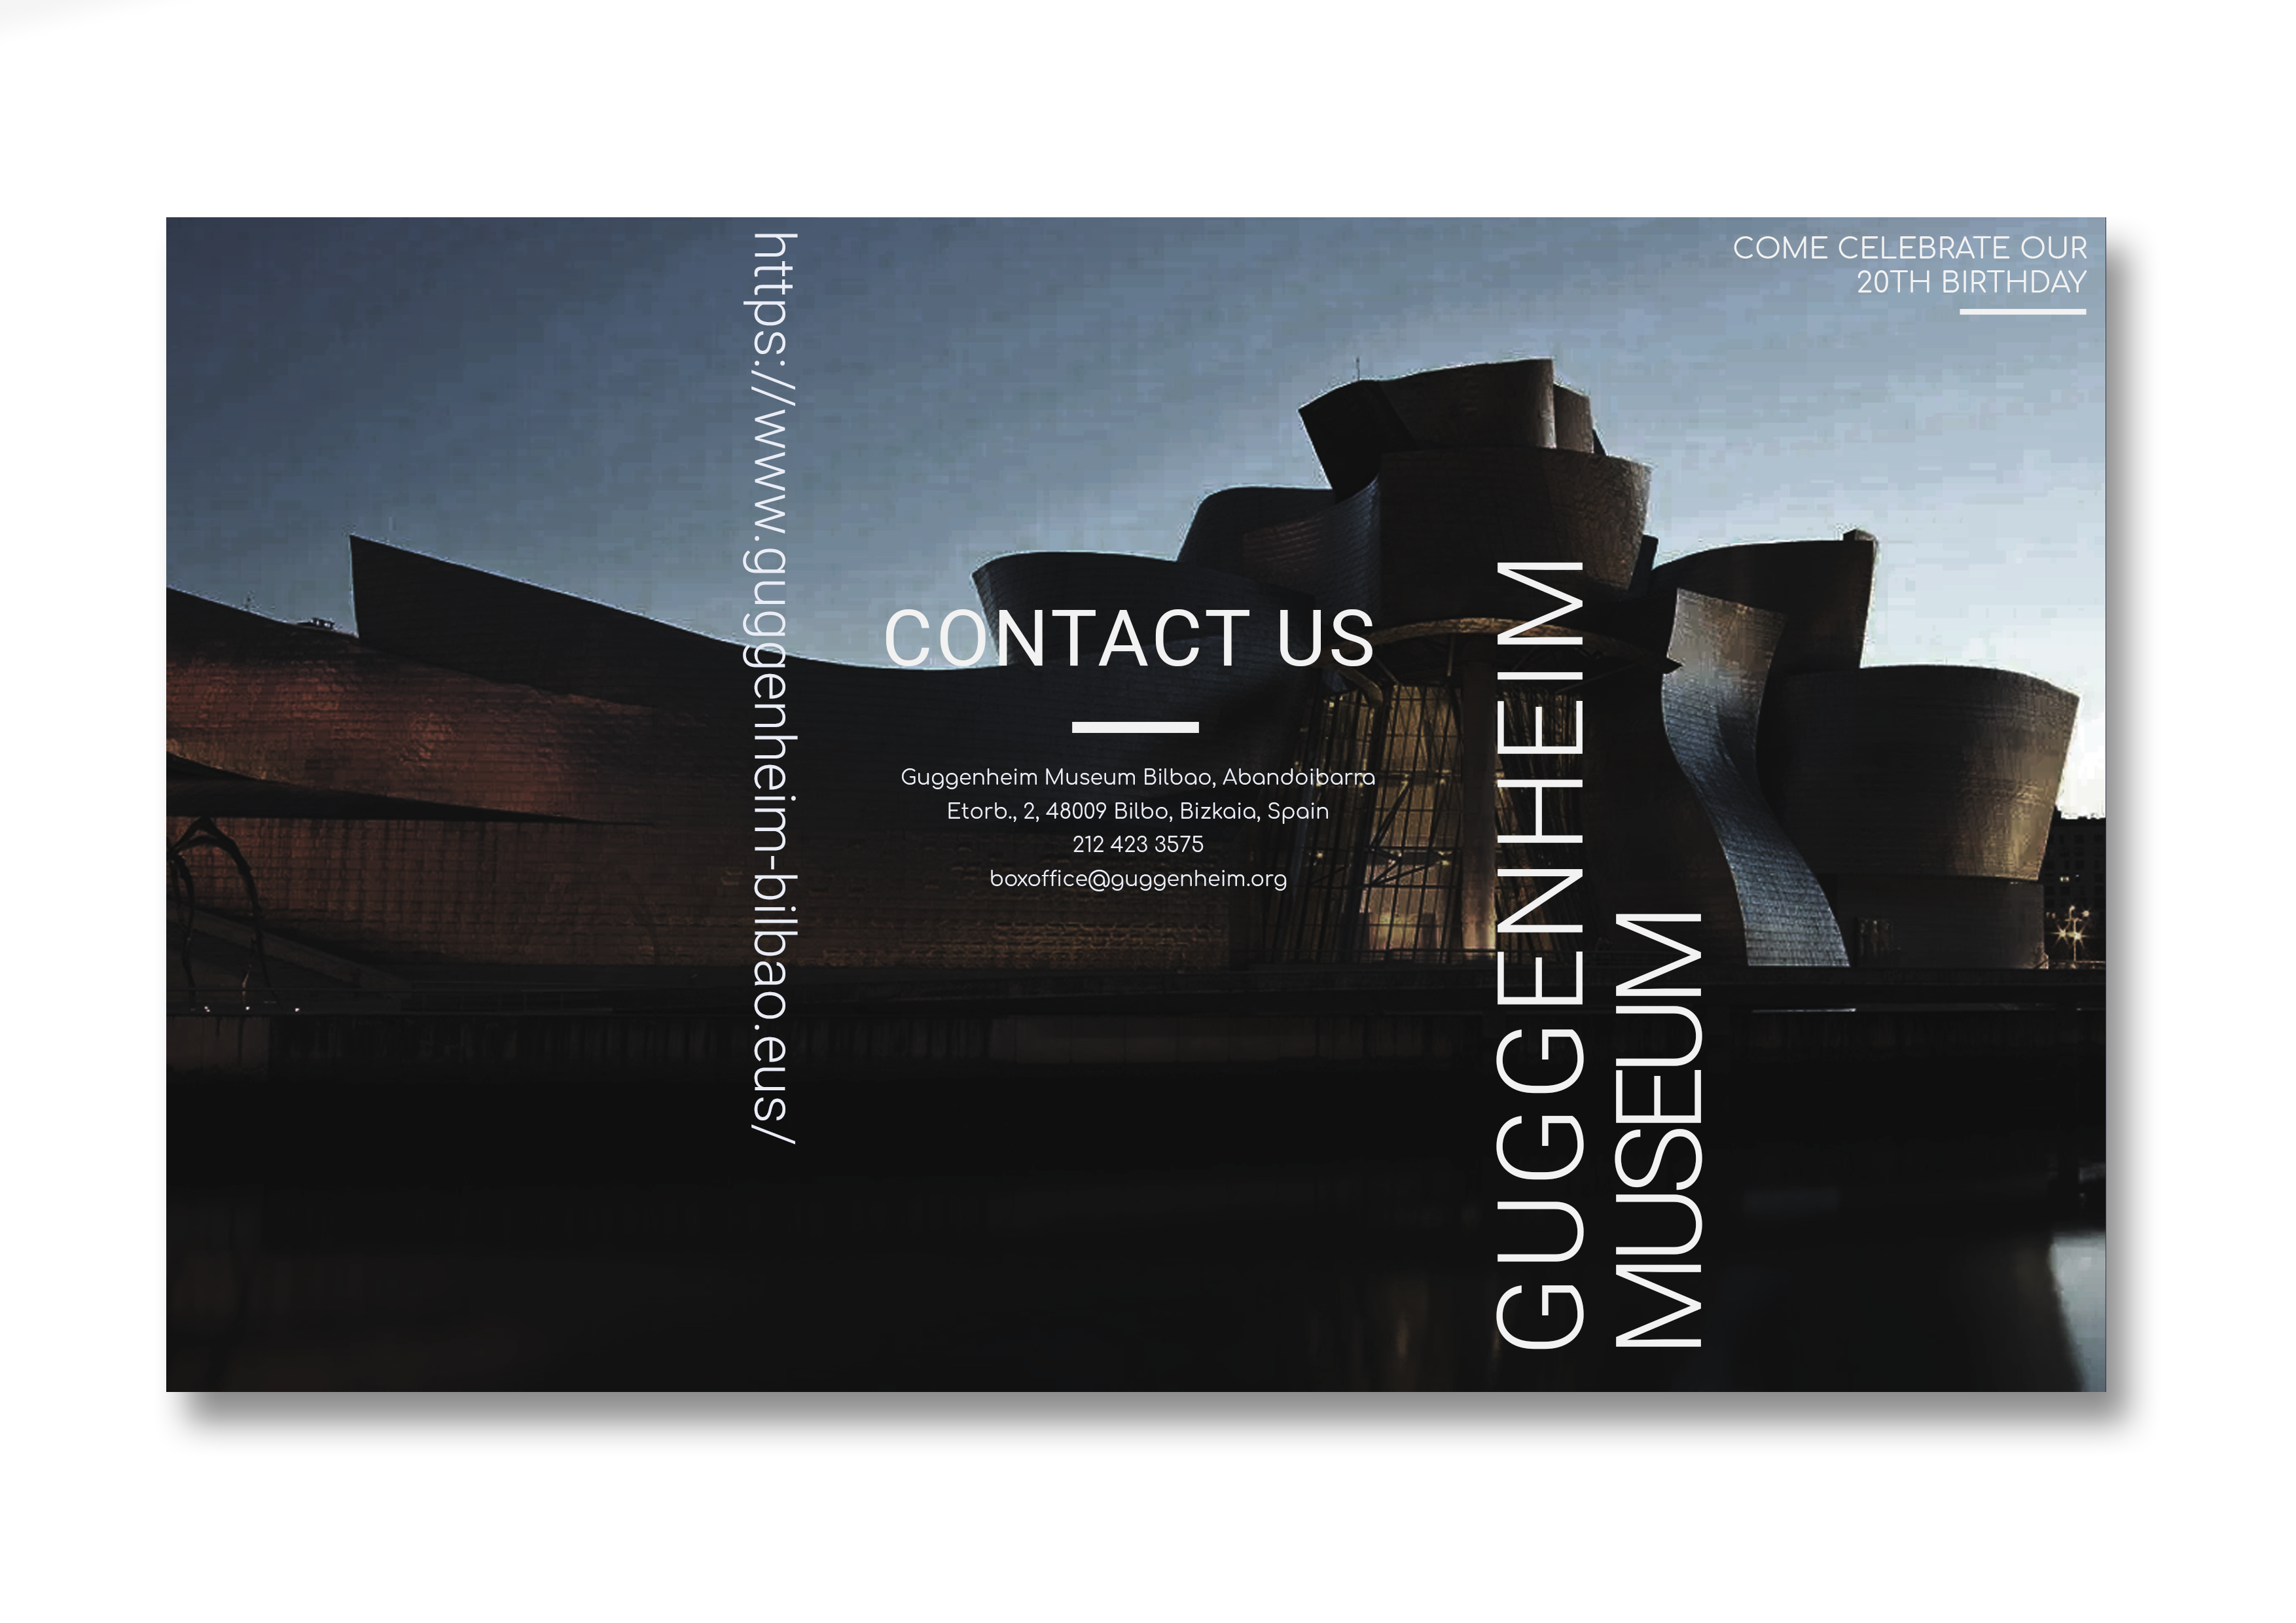 https://www.guggenheim-bilbao.eus/
CONTACT US
Guggenheim Museum Bilbao, Abandoibarra
Etorb., 2, 48009 Bilbo, Bizkaia, Spain
212 423 3575
boxoffice@guggenheim.org
GUGGENHEIM
MUSEUM
COME CELEBRATE OUR
20TH BIRTHDAY